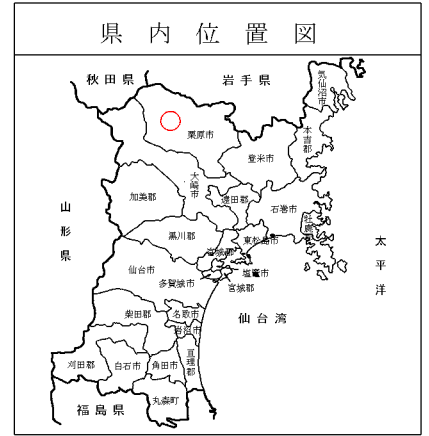 県内位置図
秋田県
岩手県
気仙沼市
本吉郡
栗原市
登米市
大崎市
加美郡
遠田郡
石巻市
牡鹿郡
山形県
黒川郡
宮城郡
東松島市
太平洋
仙台市
塩竈市
多賀城市
宮城郡
柴田郡
名取市
仙台湾
岩沼市
亘理郡
刈田郡
白石市
角田市
丸森町
福島県